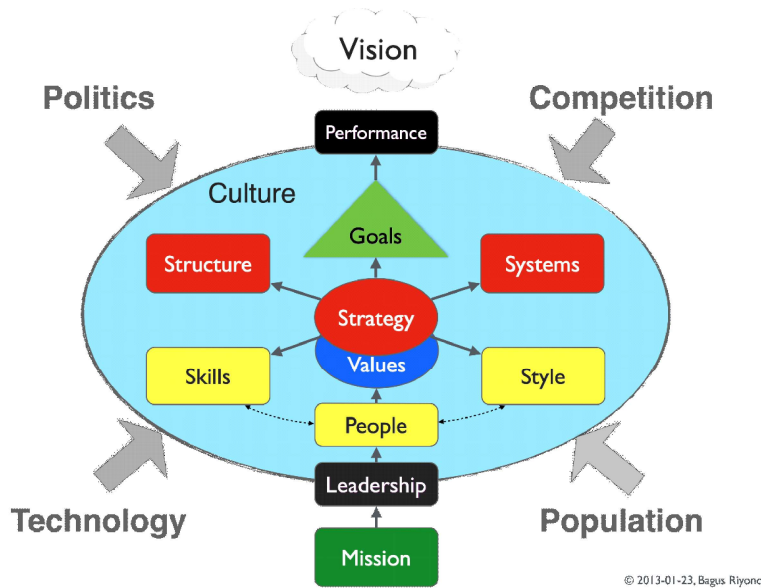 Vision
Politics
Competition
Performance
Culture
Goals
Structure
Systems
Strategy
Values
Skills
Style
People
Leadership
Technology
Population
Mission
© 2013-01-23, Bagus Riyonc